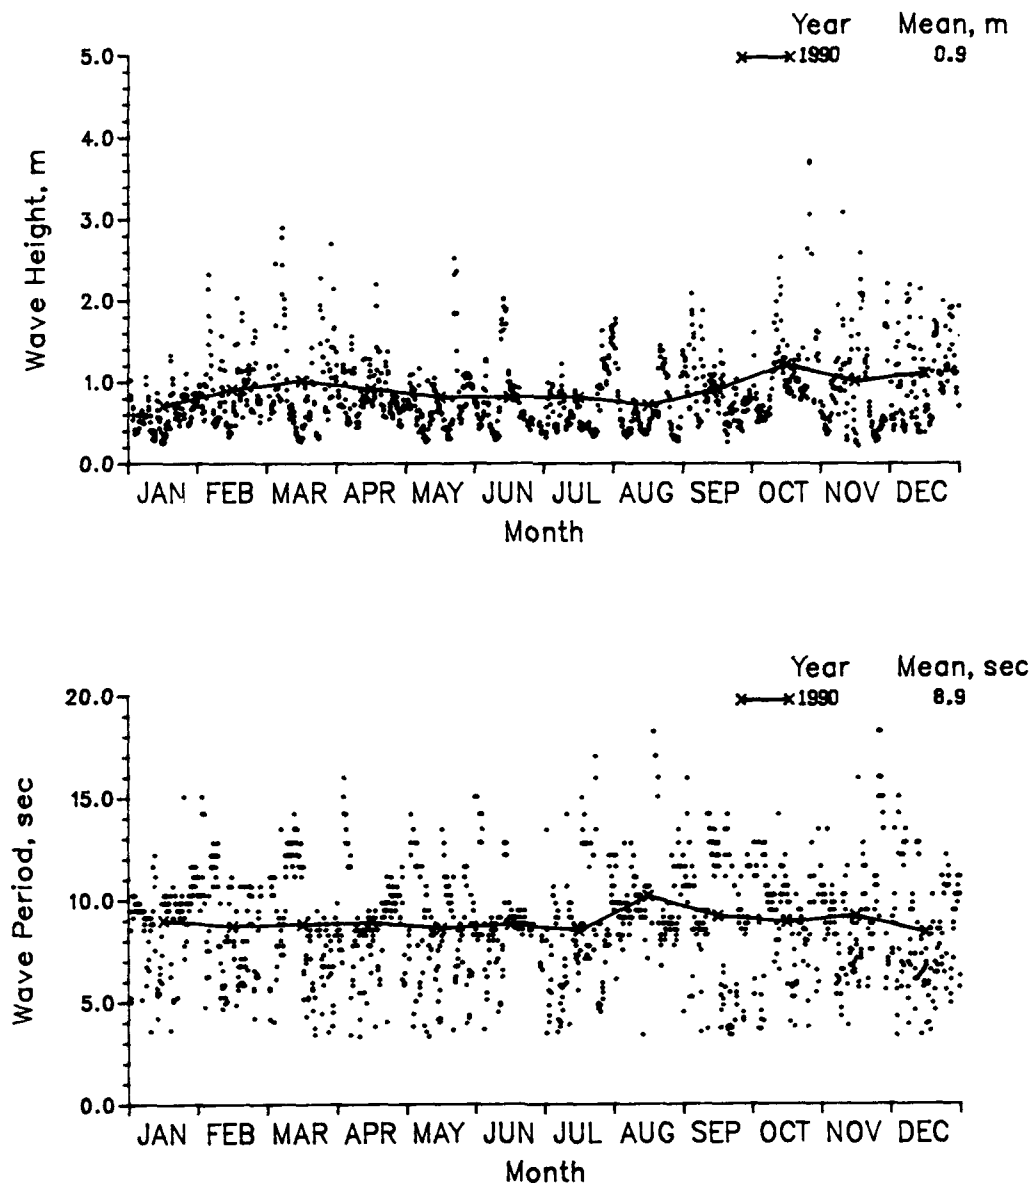 Year Mean, m
1990 0.9
5.0
4.0
3.0
2.0
1.0
0.0
Wave Height, m
JAN FEB MAR APR MAY JUN JUL AUG SEP OCT NOV DEC
Month
Year Mean, sec
1990 8.9
20.0
15.0
10.0
5.0
0.0
Wave Period, sec
JAN FEB MAR APR MAY JUN JUL AUG SEP OCT NOV DEC
Month